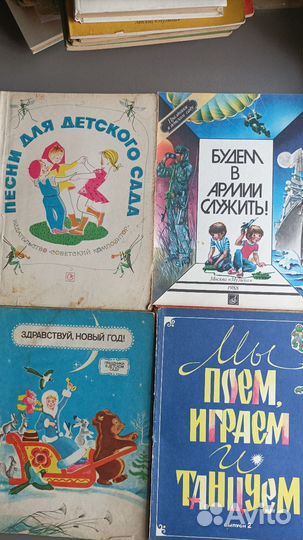 ПЕСНИ ДЛЯ ДЕТСКОГО САДА
ИЗДАТЕЛЬСТВО «СОВЕТСКИЙ КОМПОЗИТОР»
БУДЕМ
В
АРМИИ
СЛУЖИТЬ!
Москва «Музыка»
1988
ЗДРАВСТВУЙ, НОВЫЙ ГОД!
Мы
ПОЕМ,
ИГРАЕМ
и
ТАНЦУЕМ
Выпуск 2
Avito